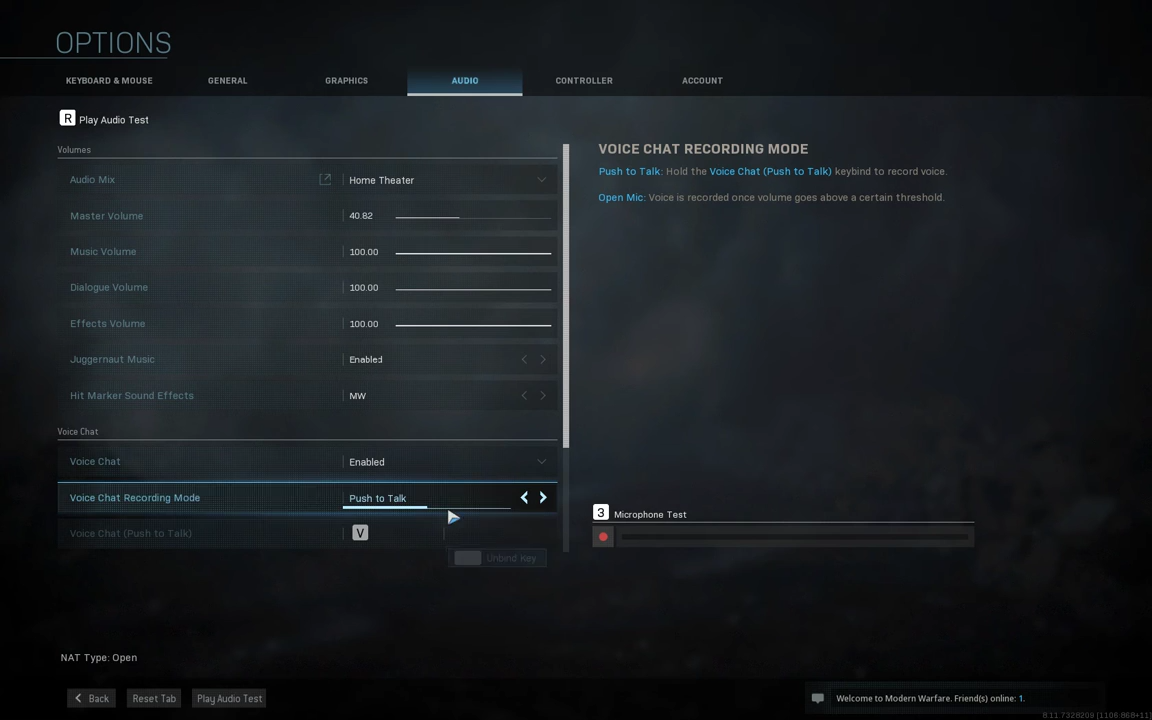 OPTIONS
KEYBOARD & MOUSE
GENERAL
GRAPHICS
AUDIO
CONTROLLER
ACCOUNT
R Play Audio Test
Volumes
Audio Mix
Home Theater
Master Volume
40.82
Music Volume
100.00
Dialogue Volume
100.00
Effects Volume
100.00
Juggernaut Music
Enabled
Hit Marker Sound Effects
MW
Voice Chat
Voice Chat
Enabled
Voice Chat Recording Mode
Push to Talk
Voice Chat (Push to Talk)
V
Unbind Key
VOICE CHAT RECORDING MODE
Push to Talk: Hold the Voice Chat (Push to Talk) keybind to record voice.
Open Mic: Voice is recorded once volume goes above a certain threshold.
3 Microphone Test
NAT Type: Open
Back
Reset Tab
Play Audio Test
Welcome to Modern Warfare. Friend(s) online: 1.